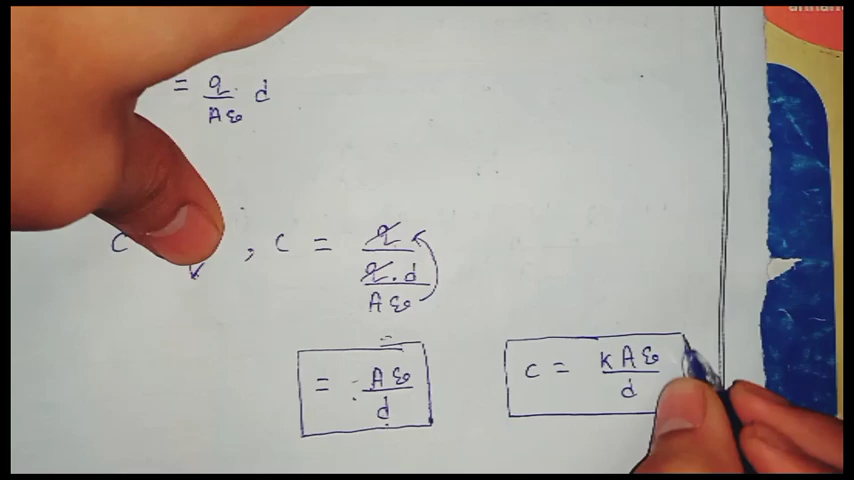 = q/Aε₀ d
C , C = q/(q.d/Aε₀)
= Aε₀/d
C = KAε₀/d